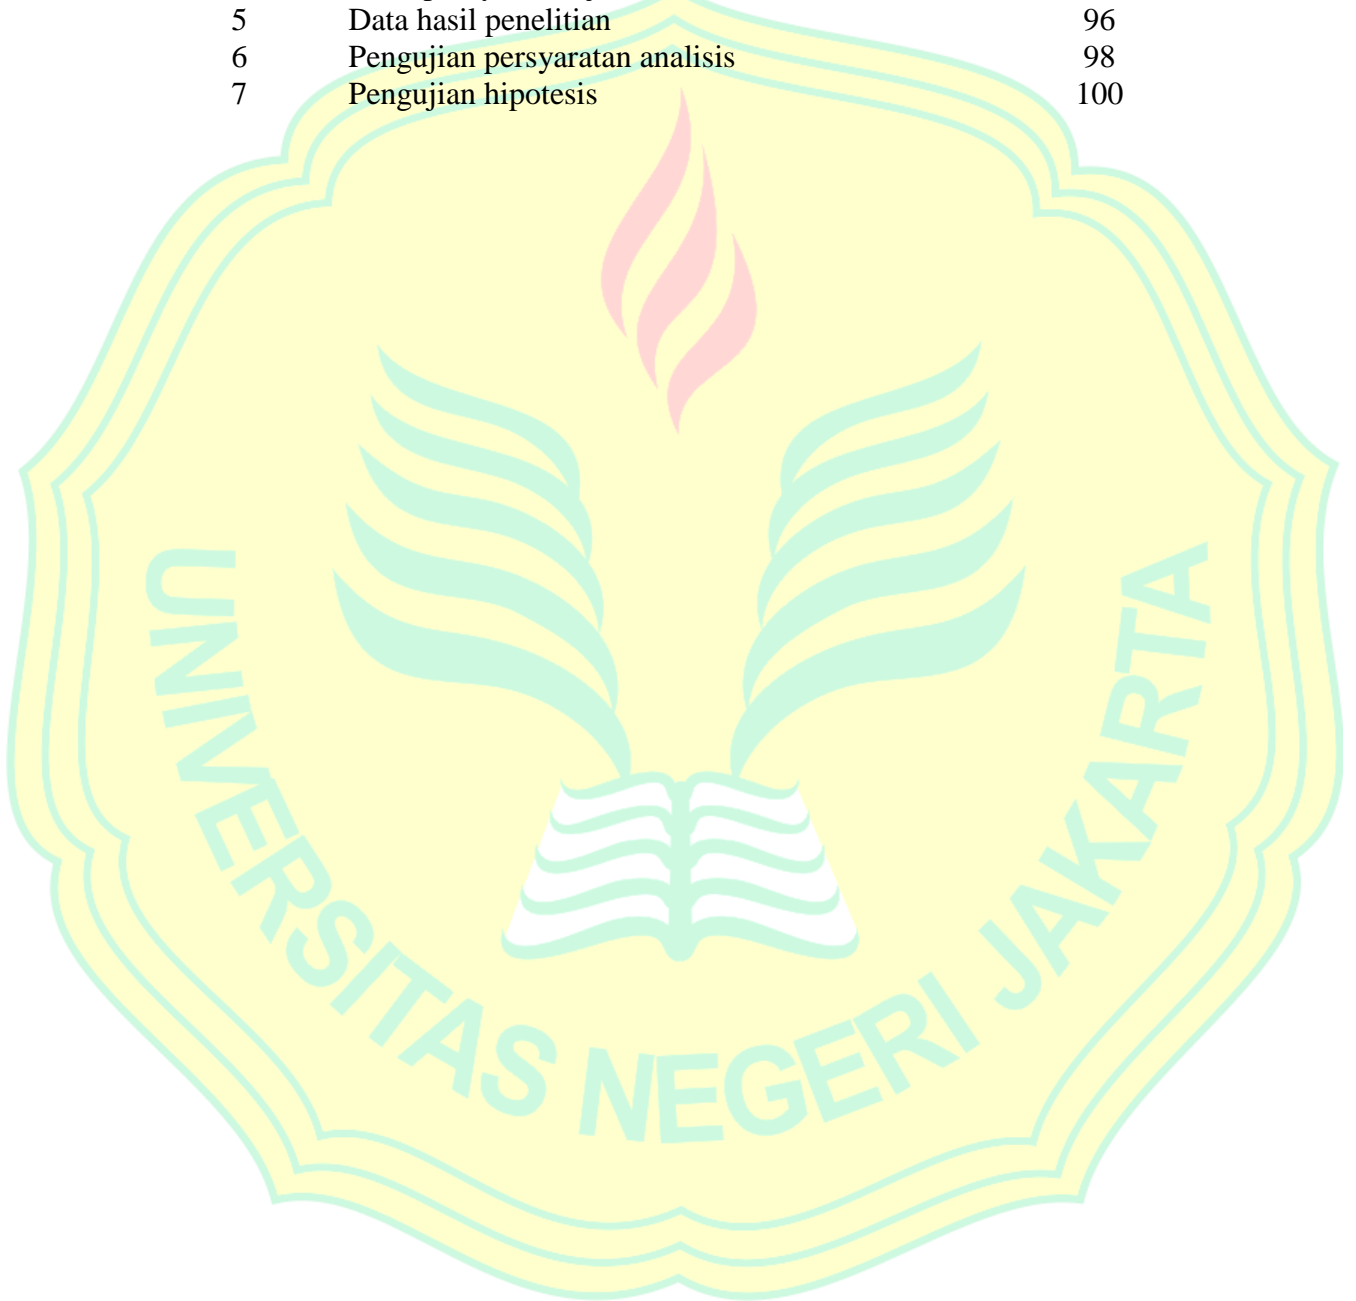 5 Data hasil penelitian 96
6 Pengujian persyaratan analisis 98
7 Pengujian hipotesis 100
UNIVERSITAS NEGERI JAKARTA